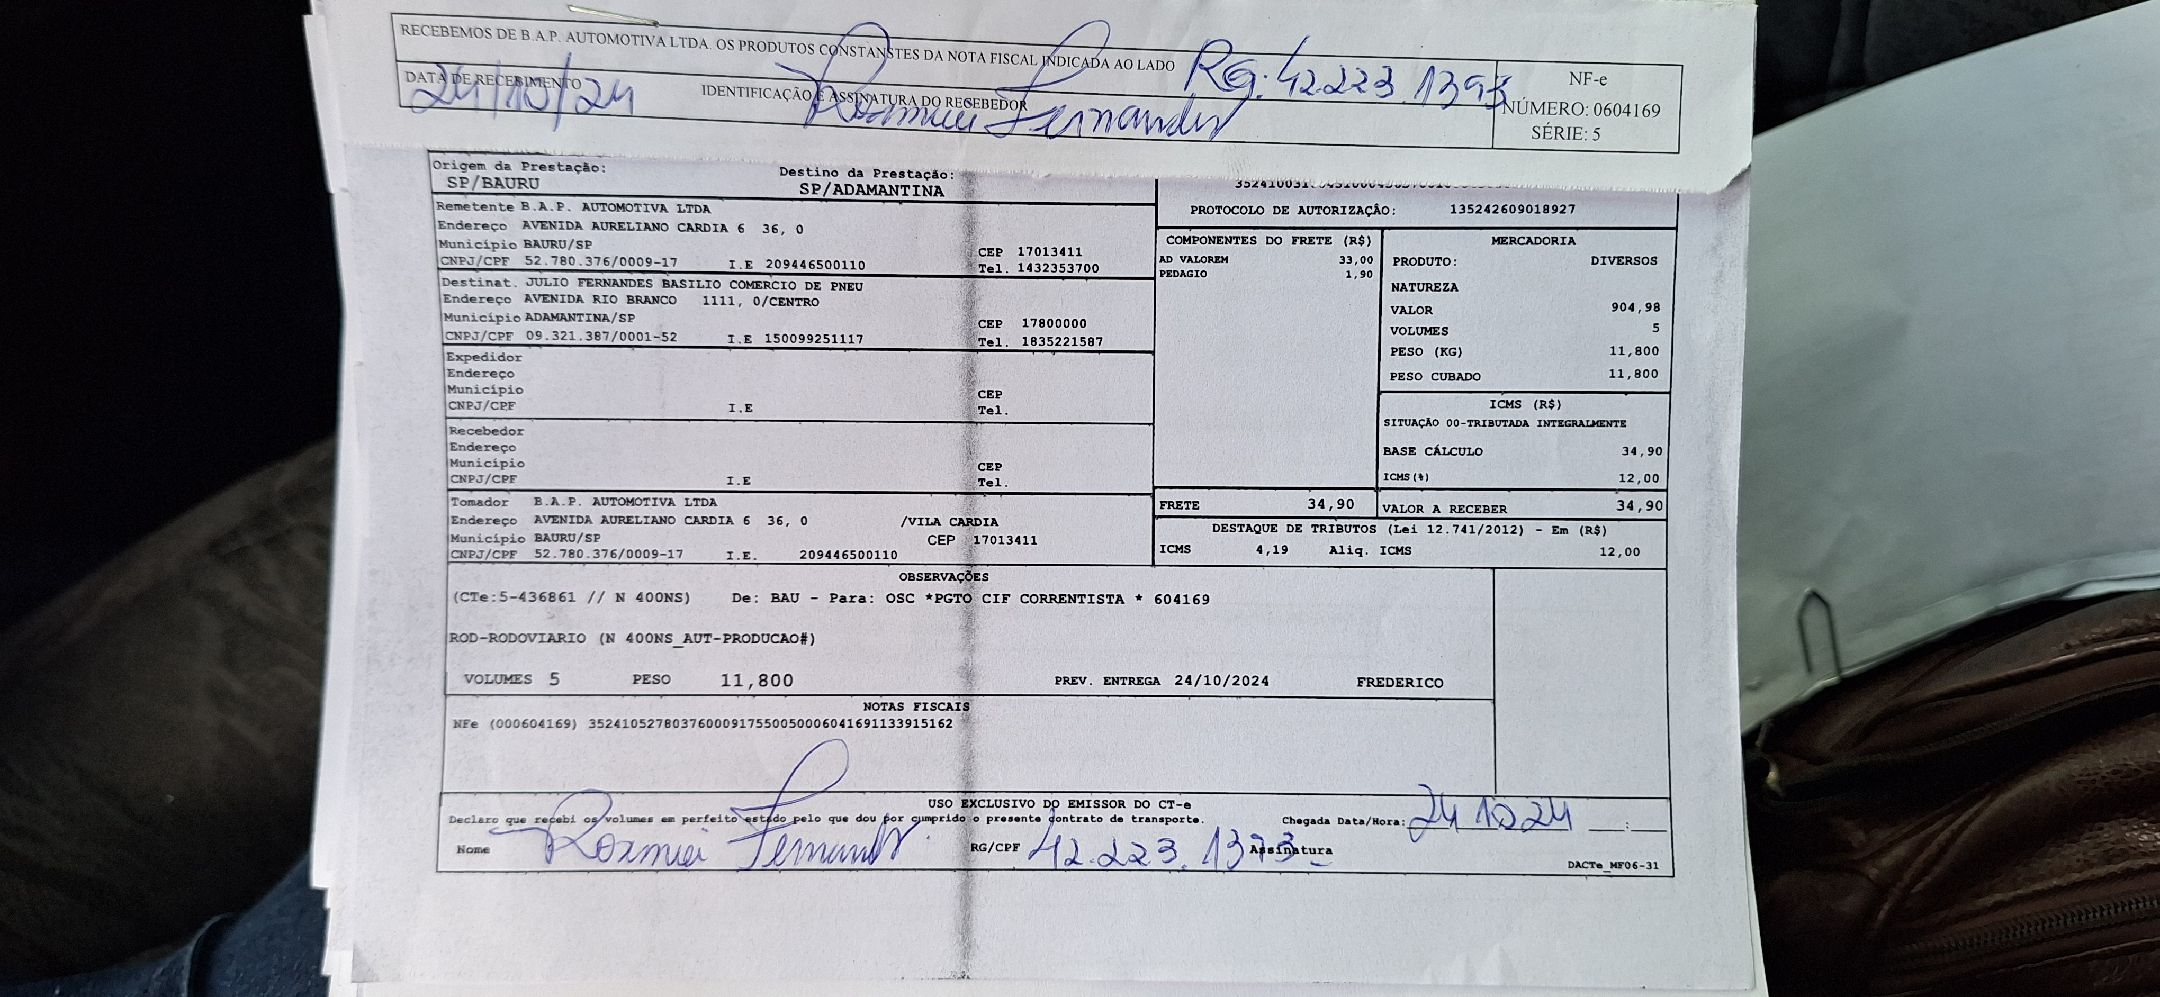 RECEBEMOS DE B.A.P. AUTOMOTIVA LTDA. OS PRODUTOS CONSTANSTES DA NOTA FISCAL INDICADA AO LADO
RG. 42.223.1393
NF-e
NÚMERO: 0604169
SÉRIE: 5
DATA DE RECEBIMENTO
24/10/24
IDENTIFICAÇÃO E ASSINATURA DO RECEBEDOR
Fernandes
Origem da Prestação:
SP/BAURU
Destino da Prestação:
SP/ADAMANTINA
PROTOCOLO DE AUTORIZAÇÂO: 135242609018927
Remetente B.A.P. AUTOMOTIVA LTDA
Endereço AVENIDA AURELIANO CARDIA 6 36, 0
Município BAURU/SP CEP 17013411
CNPJ/CPF 52.780.376/0009-17 I.E 209446500110 Tel. 1432353700
Destinat. JULIO FERNANDES BASILIO COMERCIO DE PNEU
Endereço AVENIDA RIO BRANCO 1111, 0/CENTRO
Município ADAMANTINA/SP CEP 17800000
CNPJ/CPF 09.321.387/0001-52 I.E 150099251117 Tel. 1835221587
Expedidor
Endereço
Município CEP
CNPJ/CPF I.E Tel.
Recebedor
Endereço
Município CEP
CNPJ/CPF I.E Tel.
Tomador B.A.P. AUTOMOTIVA LTDA
Endereço AVENIDA AURELIANO CARDIA 6 36, 0 /VILA CARDIA
Município BAURU/SP CEP 17013411
CNPJ/CPF 52.780.376/0009-17 I.E. 209446500110
COMPONENTES DO FRETE (R$)
AD VALOREM 33,00
PEDAGIO 1,90
FRETE 34,90
MERCADORIA
PRODUTO: DIVERSOS
NATUREZA
VALOR 904,98
VOLUMES 5
PESO (KG) 11,800
PESO CUBADO 11,800
ICMS (R$)
SITUAÇÃO 00-TRIBUTADA INTEGRALMENTE
BASE CÁLCULO 34,90
ICMS(%) 12,00
VALOR A RECEBER 34,90
DESTAQUE DE TRIBUTOS (Lei 12.741/2012) - Em (R$)
ICMS 4,19 Aliq. ICMS 12,00
OBSERVAÇÕES
(CTe:5-436861 // N 400NS) De: BAU - Para: OSC *PGTO CIF CORRENTISTA * 604169
ROD-RODOVIARIO (N 400NS_AUT-PRODUCAO#)
VOLUMES 5 PESO 11,800 PREV. ENTREGA 24/10/2024 FREDERICO
NOTAS FISCAIS
NFe (000604169) 35241052780376000917550050006041691133915162
USO EXCLUSIVO DO EMISSOR DO CT-e
Declaro que recebi os volumes em perfeito estado pelo que dou por cumprido o presente contrato de transporte. Chegada Data/Hora: 24 10 24 __:__
Nome Fernandes RG/CPF 42.223.1393 Assinatura
DACTe_MF06-31